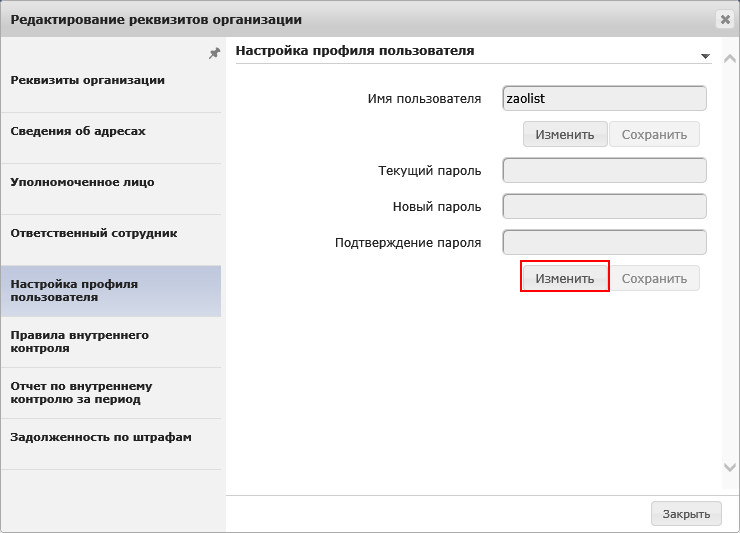 Редактирование реквизитов организации
Реквизиты организации
Сведения об адресах
Уполномоченное лицо
Ответственный сотрудник
Настройка профиля
пользователя
Правила внутреннего
контроля
Отчет по внутреннему
контролю за период
Задолженность по штрафам
Настройка профиля пользователя
Имя пользователя zaolist
Изменить Сохранить
Текущий пароль
Новый пароль
Подтверждение пароля
Изменить Сохранить
Закрыть